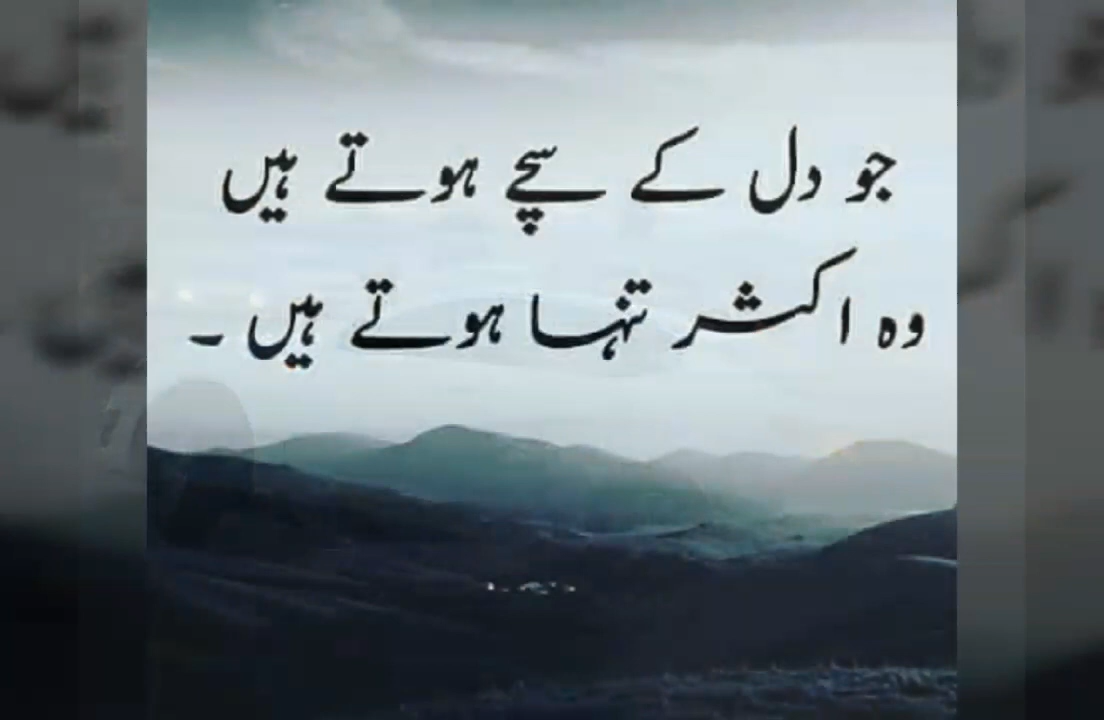 جو دل کے سچے ہوتے ہیں
وہ اکثر تنہا ہوتے ہیں ۔